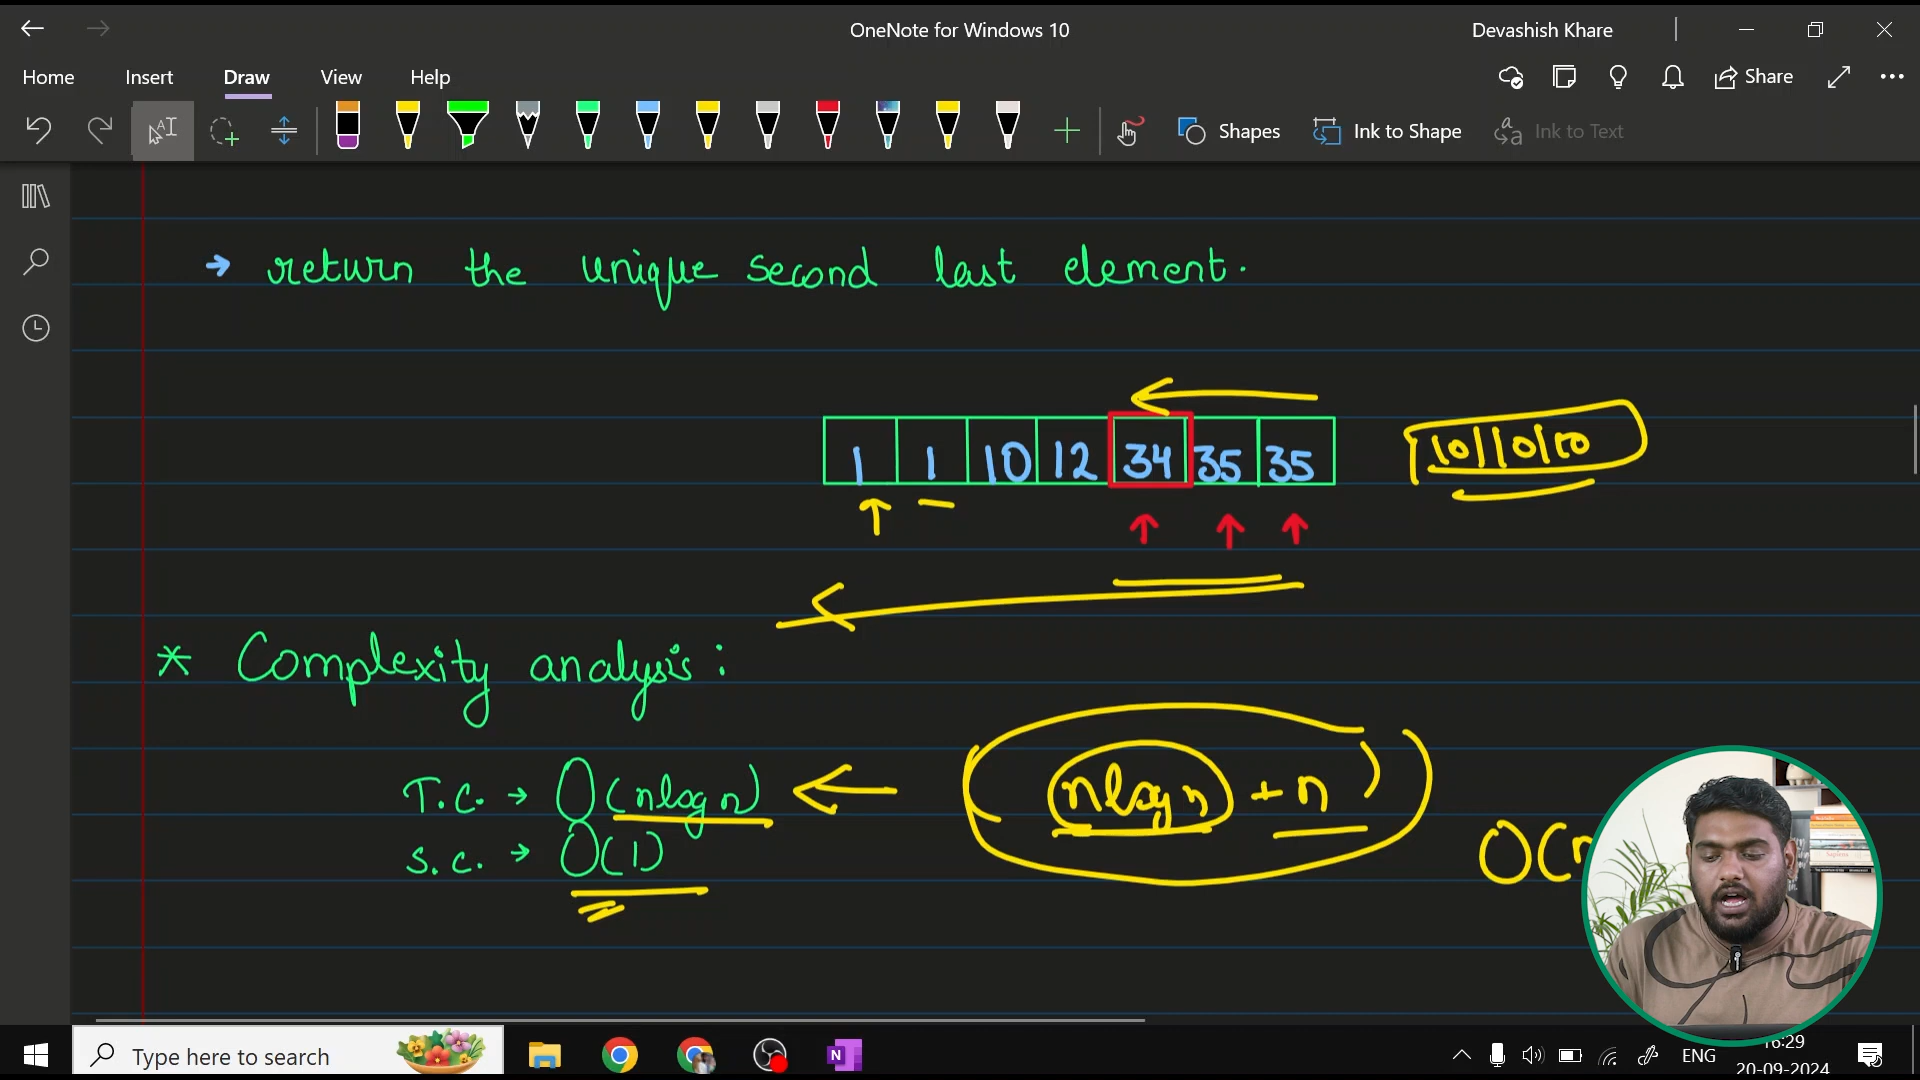 OneNote for Windows 10
Devashish Khare
Home Insert Draw View Help
Share
Shapes Ink to Shape Ink to Text
→ return the unique second last element.
1 1 10 12 34 35 35
10/10/10
* Complexity analysis:
T.C. → O(nlogn) ← (nlogn + n)
S.C. → O(1)
O(n
Type here to search
ENG
16:29
20-09-2024